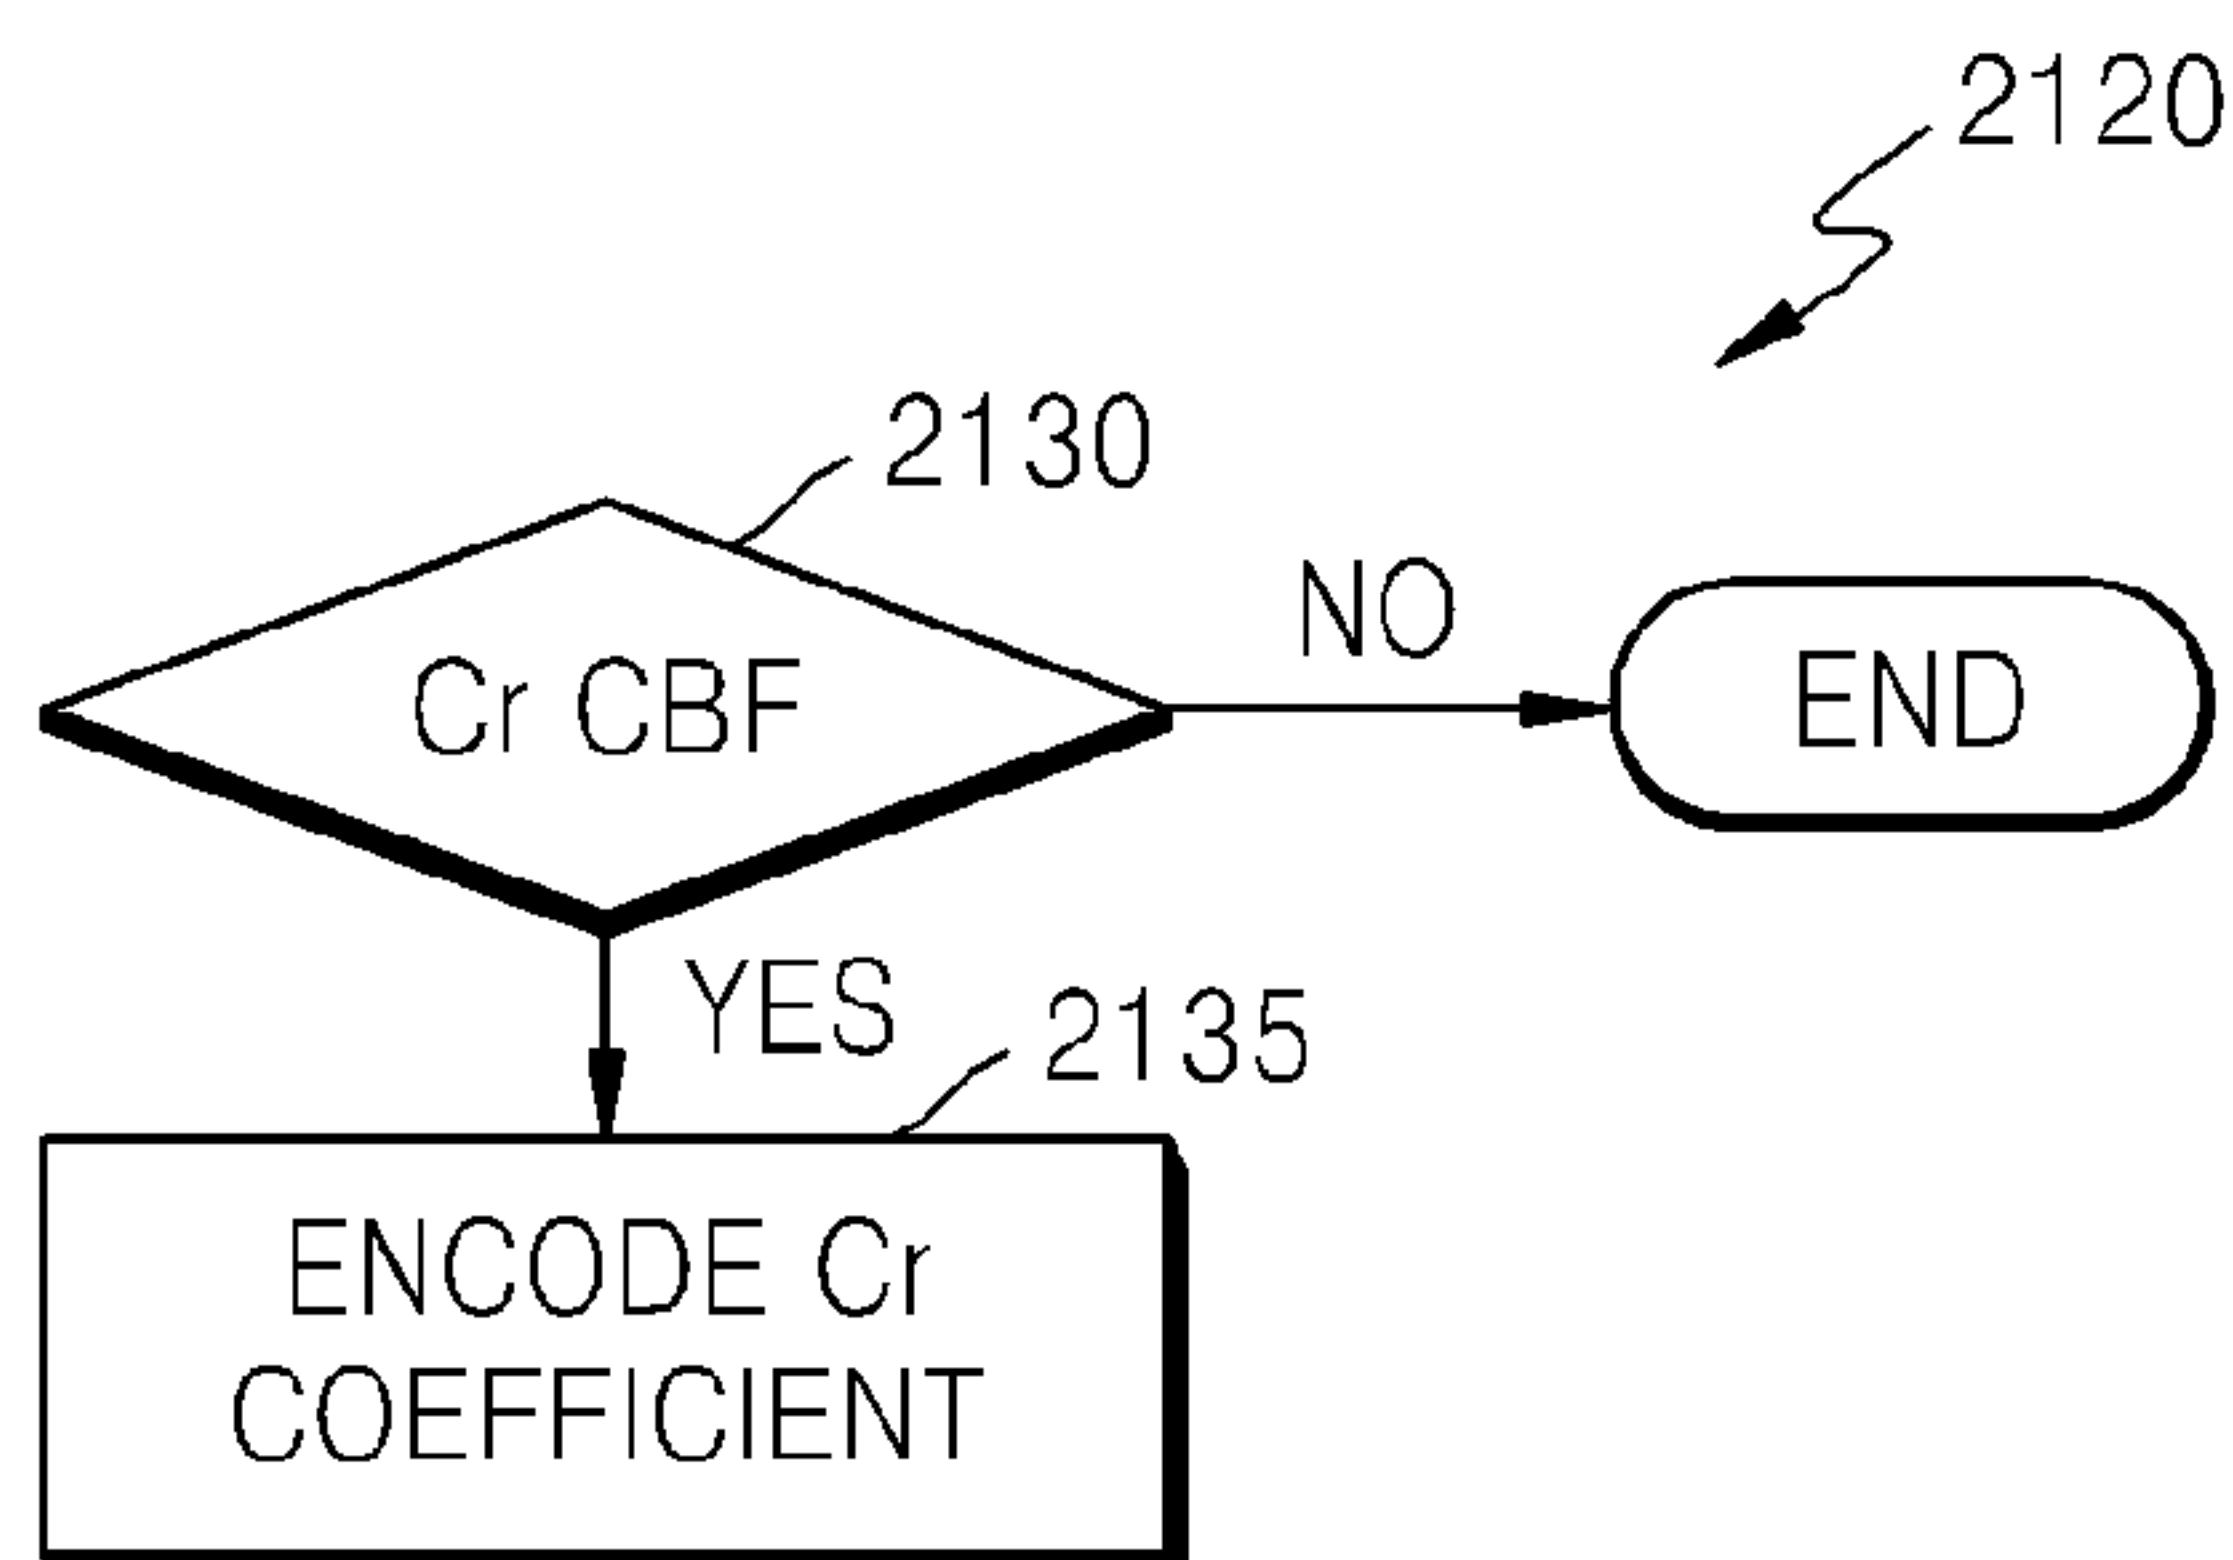 2120
2130
NO
Cr CBF
END
YES
2135
ENCODE Cr
COEFFICIENT